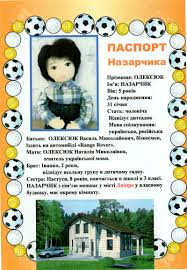 ПАСПОРТ
Назарчика
Прізвище: ОЛЕКСЮК
Ім'я: НАЗАРЧИК
Вік: 5 років
День народження:
31 січня
Стать: чоловіча
Відвідує дитсадок
Мова спілкування:
українська, російська
Батько: ОЛЕКСЮК Василь Миколайович, бізнесмен,
їздить на автомобілі «Range Rover».
Мати: ОЛЕКСЮК Наталія Миколаївна,
вчитель української мови.
Брат: Іванко, 2 роки,
відвідує ясельну групу в дитячому садку.
Сестра: Настуся, 8 років, навчається в школі в 3 класі.
НАЗАРЧИК з сім'єю мешкає у місті Дніпро у власному
будинку, має окрему кімнату.